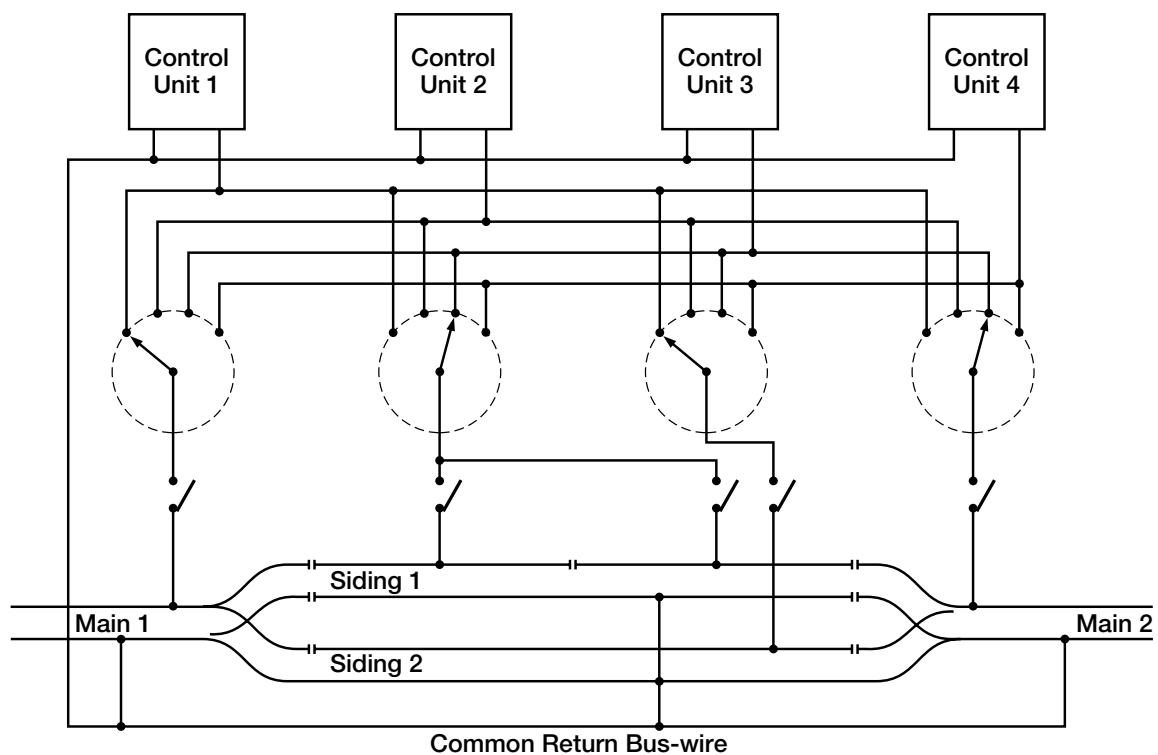 Control
Unit 1
Control
Unit 2
Control
Unit 3
Control
Unit 4
Siding 1
Main 1
Main 2
Siding 2
Common Return Bus-wire